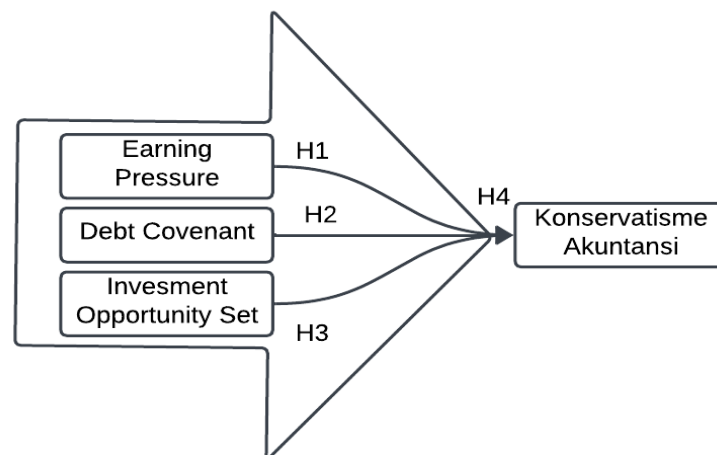 Earning
Pressure
H1
Debt Covenant
H2
Invesment
Opportunity Set
H3
H4
Konservatisme
Akuntansi